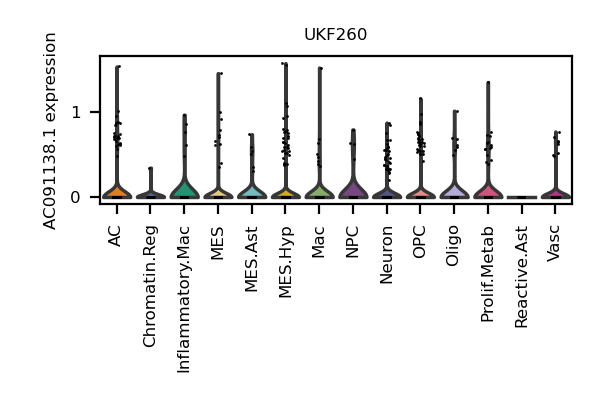 UKF260
AC091138.1 expression
1
0
AC
Chromatin.Reg
Inflammatory.Mac
MES
MES.Ast
MES.Hyp
Mac
NPC
Neuron
OPC
Oligo
Prolif.Metab
Reactive.Ast
Vasc